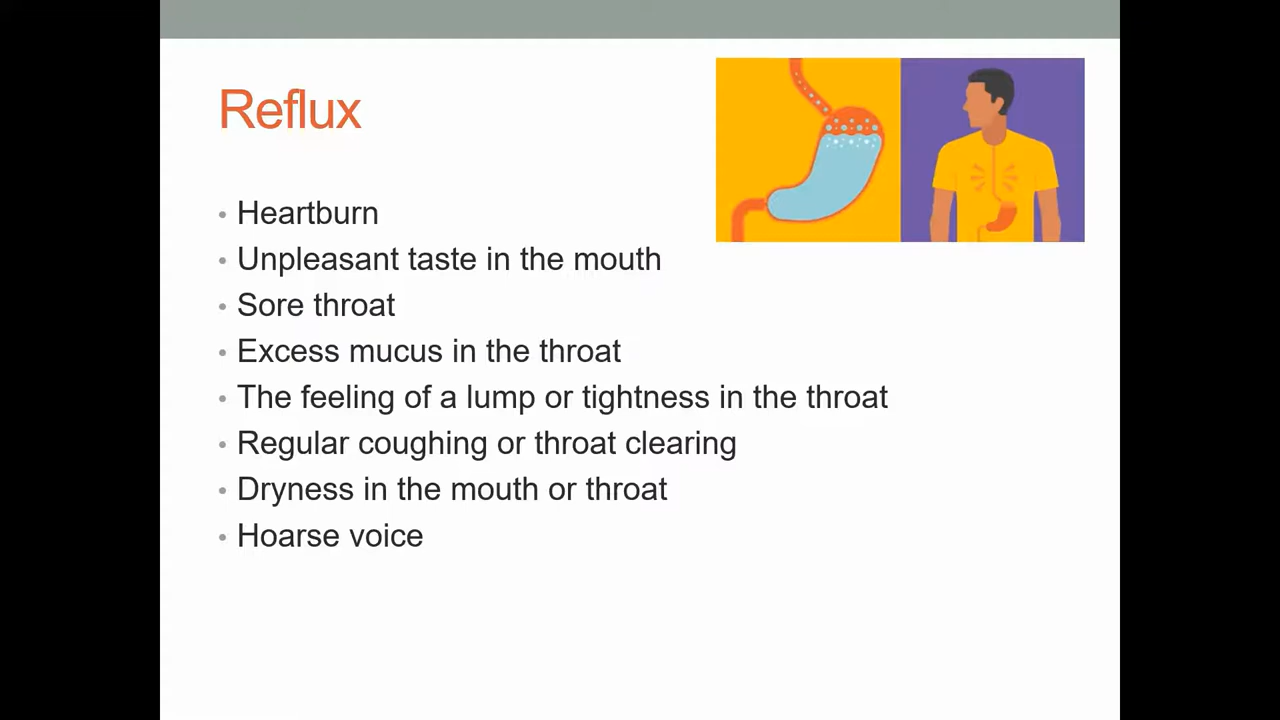 Reflux
• Heartburn
• Unpleasant taste in the mouth
• Sore throat
• Excess mucus in the throat
• The feeling of a lump or tightness in the throat
• Regular coughing or throat clearing
• Dryness in the mouth or throat
• Hoarse voice